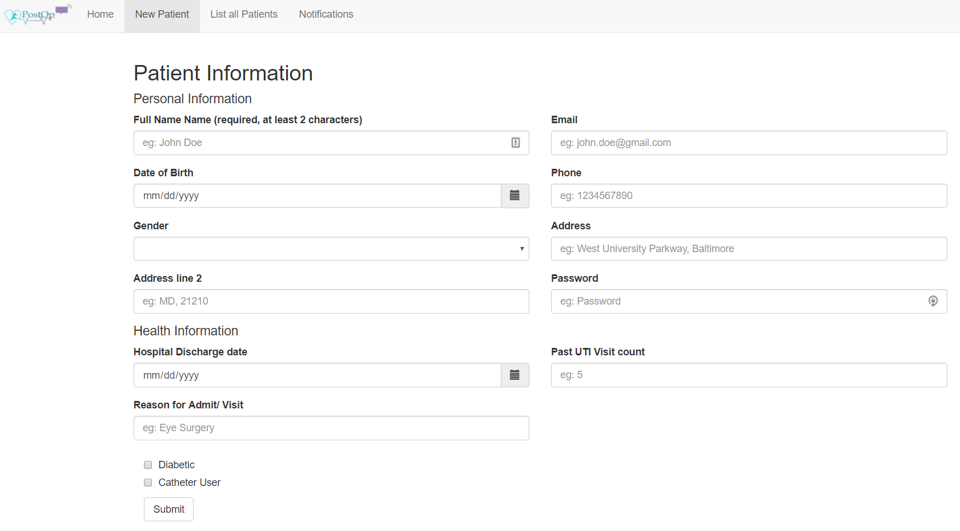 PostOp Home New Patient List all Patients Notifications
Patient Information
Personal Information
Full Name Name (required, at least 2 characters) Email
eg: John Doe eg: john.doe@gmail.com
Date of Birth Phone
mm/dd/yyyy eg: 1234567890
Gender Address
eg: West University Parkway, Baltimore
Address line 2 Password
eg: MD, 21210 eg: Password
Health Information
Hospital Discharge date Past UTI Visit count
mm/dd/yyyy eg: 5
Reason for Admit/ Visit
eg: Eye Surgery
Diabetic
Catheter User
Submit